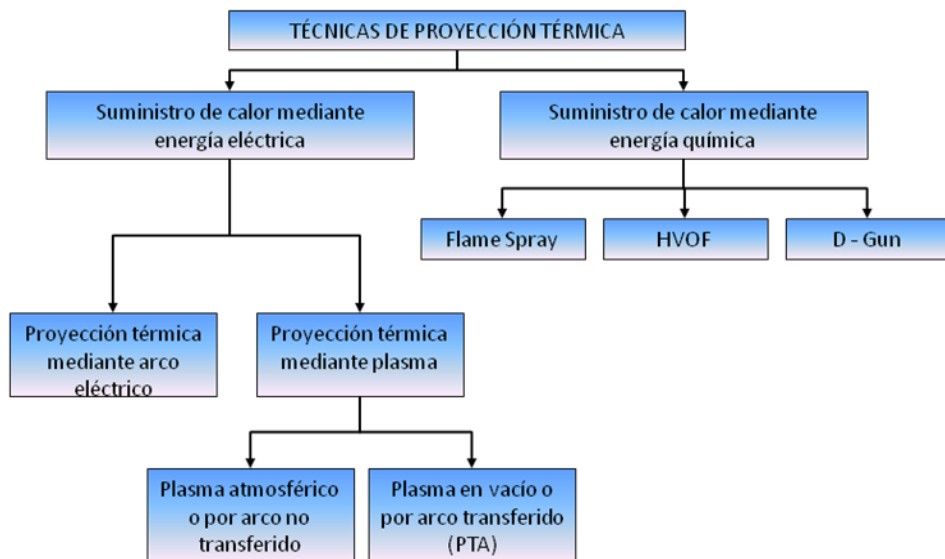 TÉCNICAS DE PROYECCIÓN TÉRMICA
Suministro de calor mediante
energía eléctrica
Suministro de calor mediante
energía química
Flame Spray
HVOF
D - Gun
Proyección térmica
mediante arco
eléctrico
Proyección térmica
mediante plasma
Plasma atmosférico
o por arco no
transferido
Plasma en vacío o
por arco transferido
(PTA)